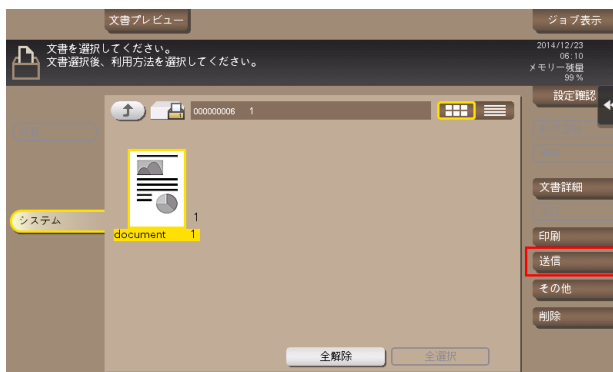 文書プレビュー
ジョブ表示
文書を選択してください。
文書選択後、利用方法を選択してください。
2014/12/23
06:10
メモリー残量
99 %
設定確認
000000006 1
文書詳細
システム
1
document 1
印刷
送信
その他
削除
全解除
全選択